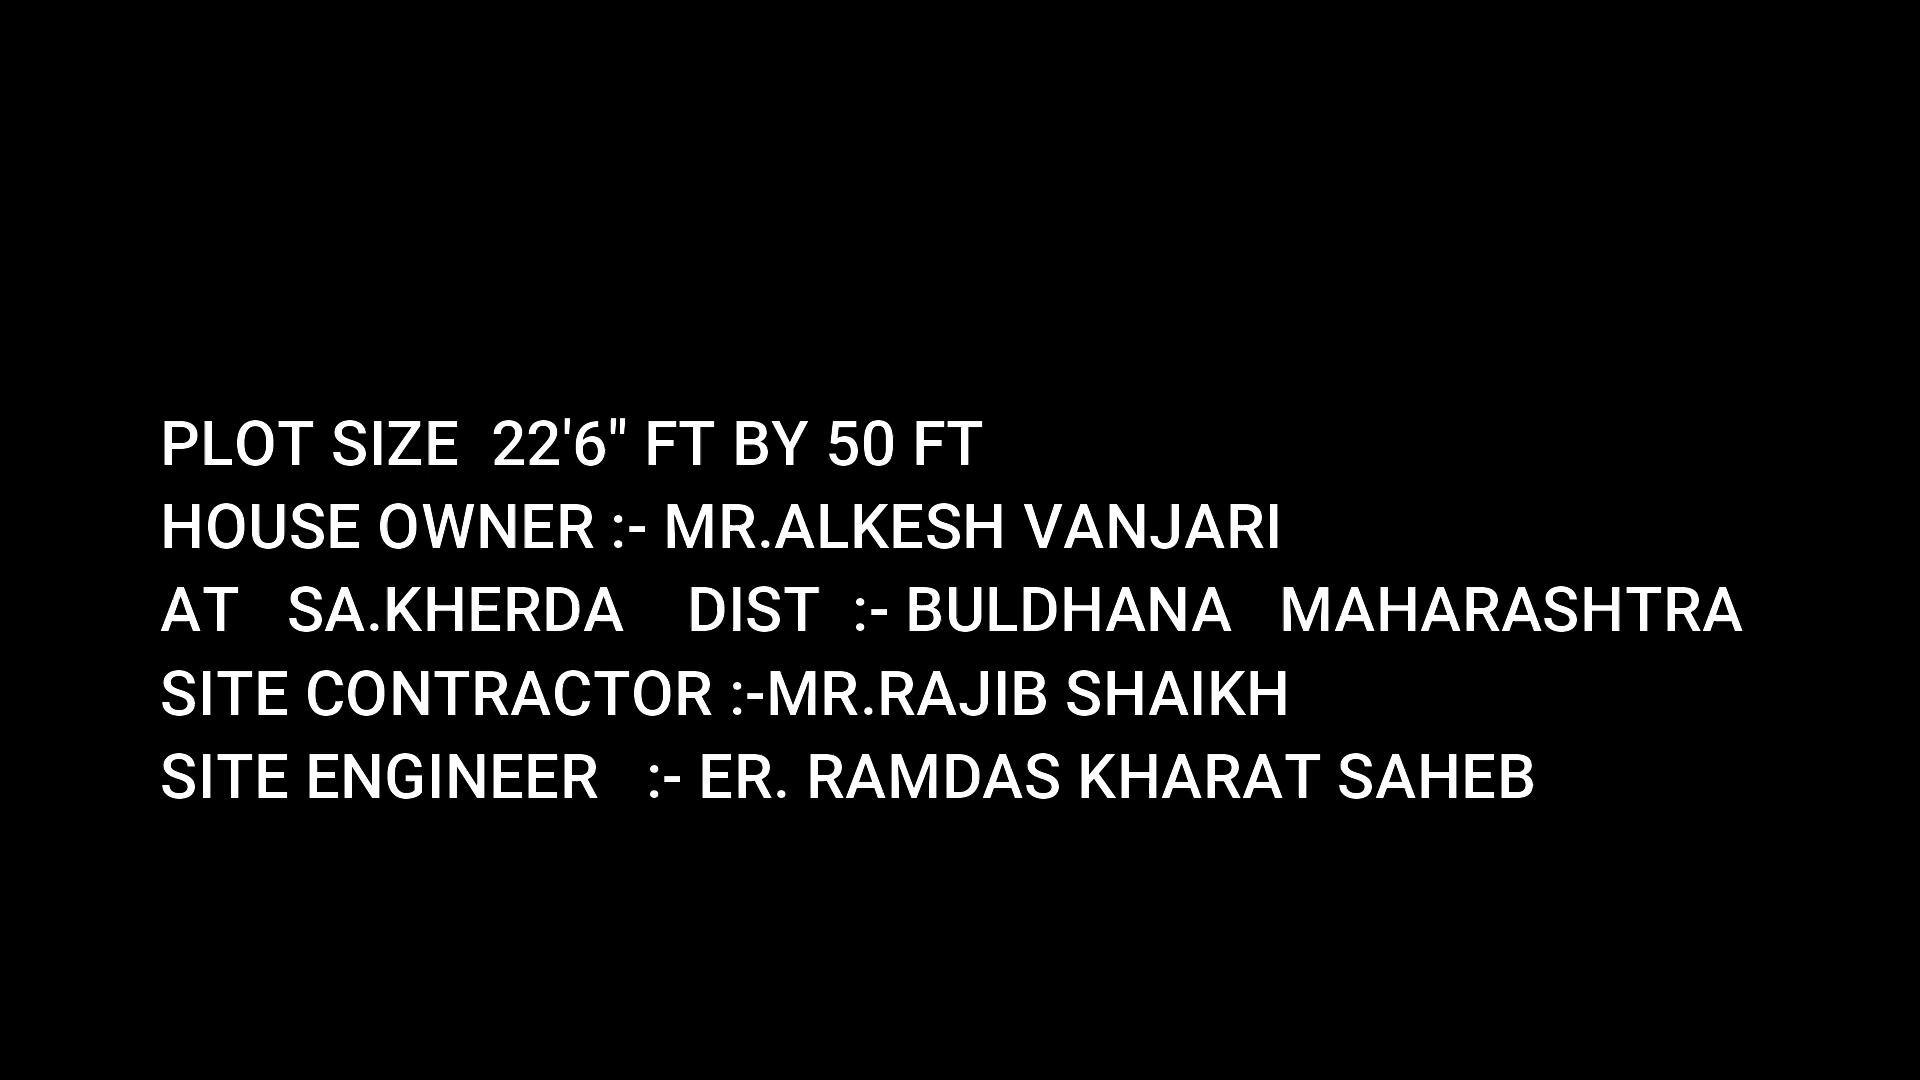 PLOT SIZE  22'6" FT BY 50 FT
HOUSE OWNER :- MR.ALKESH VANJARI
AT   SA.KHERDA    DIST  :- BULDHANA   MAHARASHTRA
SITE CONTRACTOR :-MR.RAJIB SHAIKH
SITE ENGINEER   :- ER. RAMDAS KHARAT SAHEB